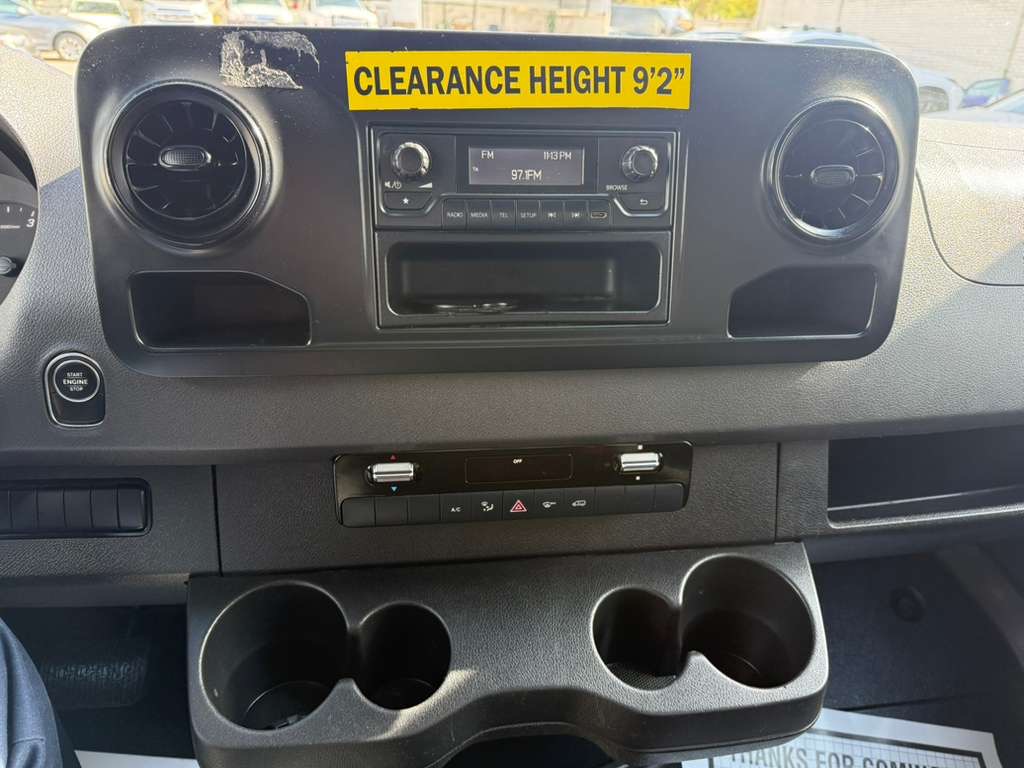 CLEARANCE HEIGHT 9'2"
FM 11:13 PM
97.1FM
BROWSE
RADIO MEDIA TEL SETUP
3
START
ENGINE
STOP
OFF
A/C
THANKS FOR COMING